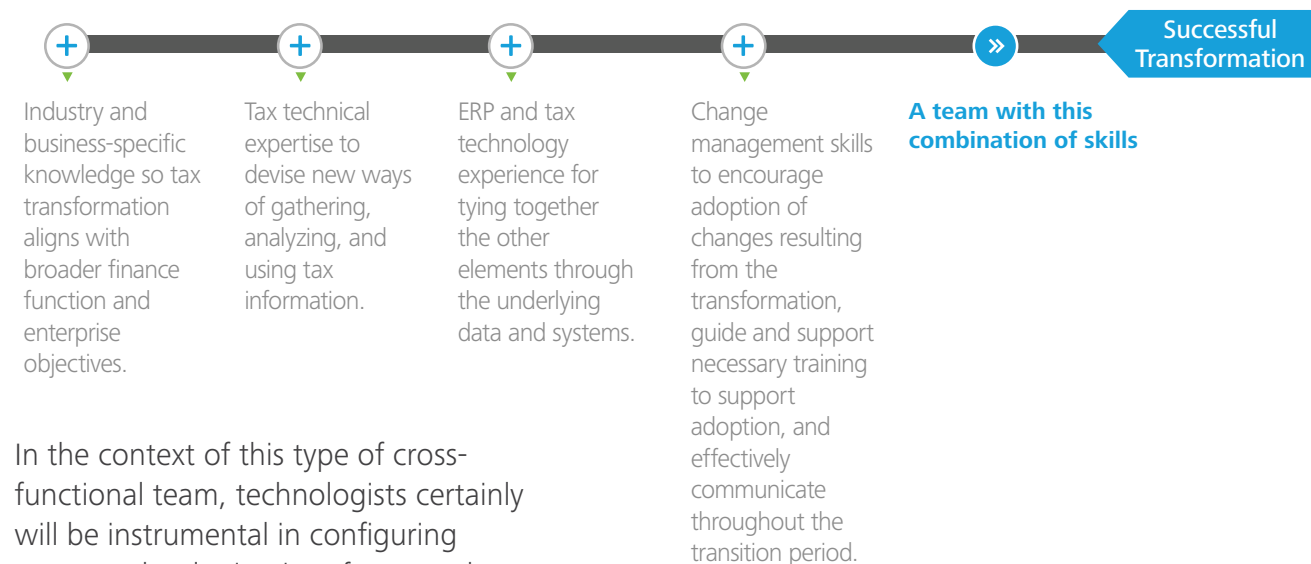 Successful
Transformation
Industry and
business-specific
knowledge so tax
transformation
aligns with
broader finance
function and
enterprise
objectives.
Tax technical
expertise to
devise new ways
of gathering,
analyzing, and
using tax
information.
ERP and tax
technology
experience for
tying together
the other
elements through
the underlying
data and systems.
Change
management skills
to encourage
adoption of
changes resulting
from the
transformation,
guide and support
necessary training
to support
adoption, and
effectively
communicate
throughout the
transition period.
A team with this
combination of skills
In the context of this type of cross-
functional team, technologists certainly
will be instrumental in configuring